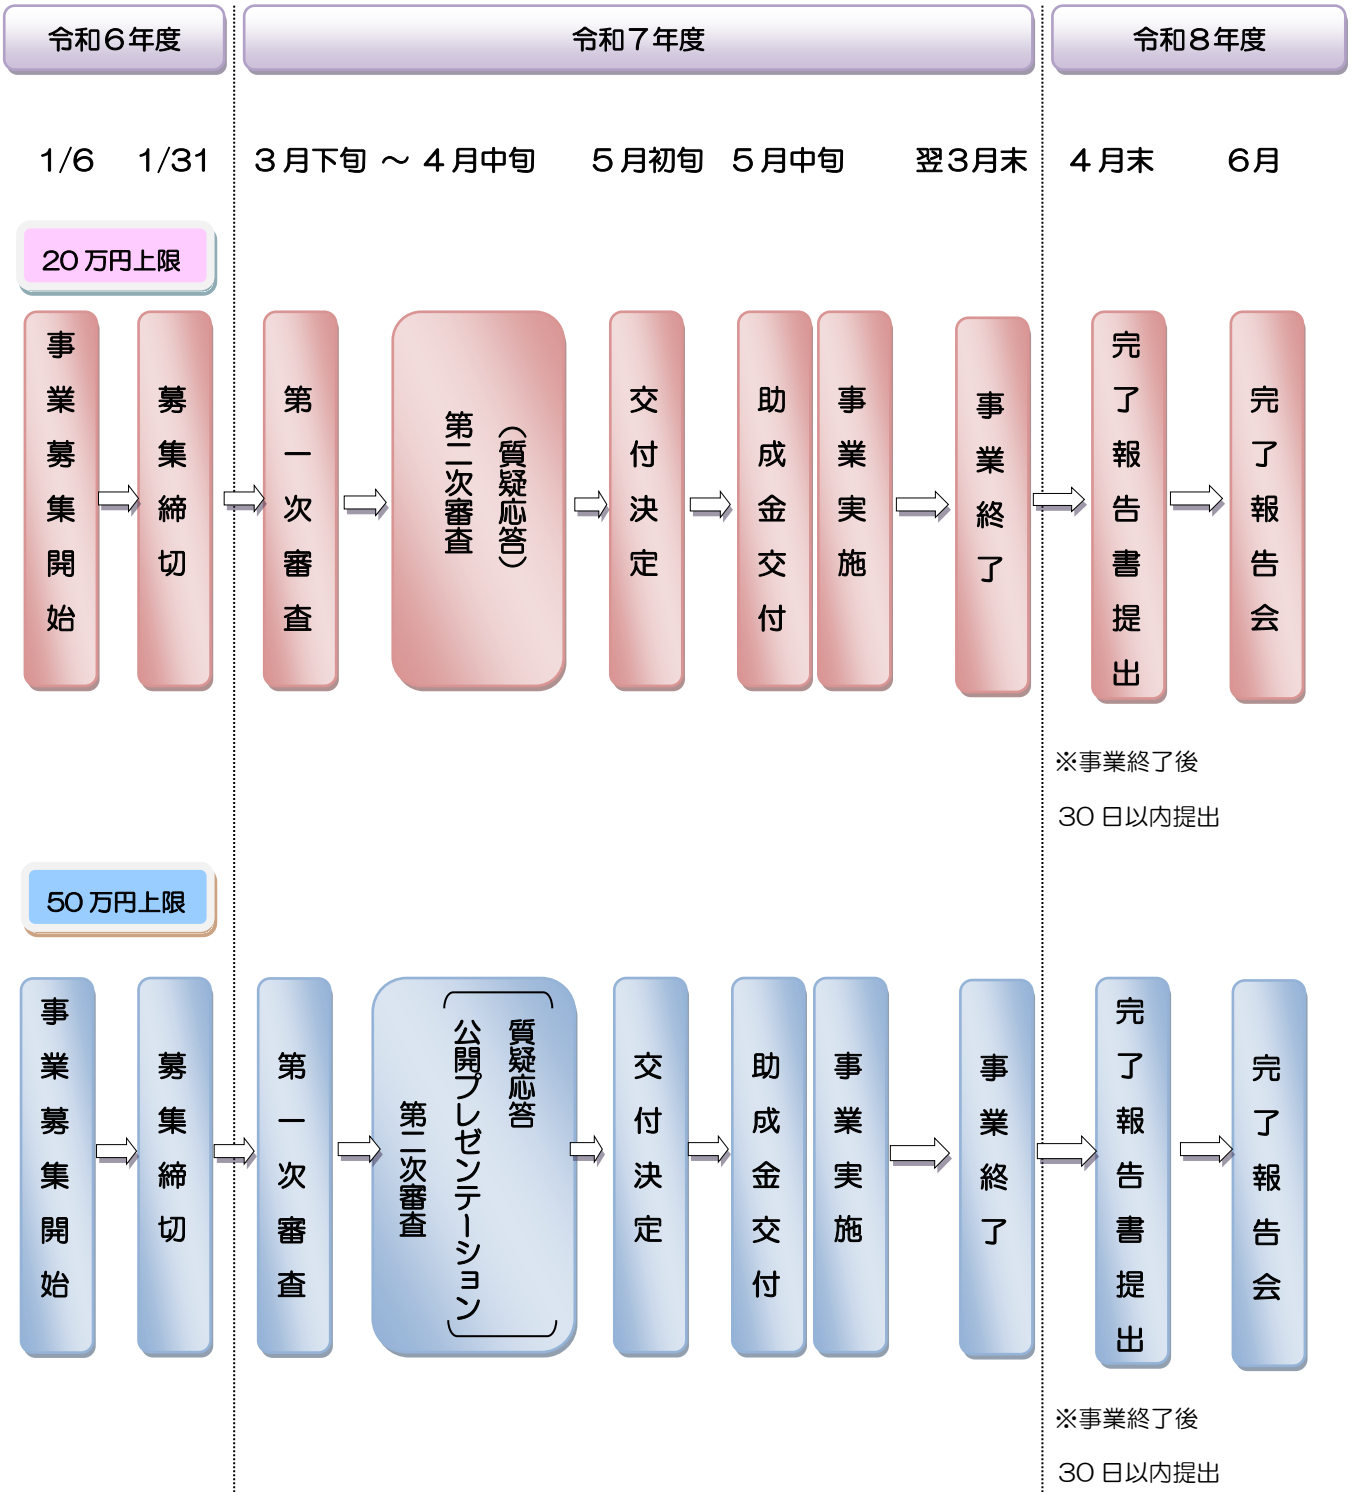 令和６年度
令和７年度
令和８年度
1/6
1/31
３月下旬 ～ ４月中旬
５月初旬
５月中旬
翌３月末
４月末
６月
20 万円上限
事業募集開始
募集締切
第一次審査
第二次審査
（質疑応答）
交付決定
助成金交付
事業実施
事業終了
完了報告書提出
完了報告会
※事業終了後
30 日以内提出
50 万円上限
事業募集開始
募集締切
第一次審査
第二次審査
公開プレゼンテーション
質疑応答
交付決定
助成金交付
事業実施
事業終了
完了報告書提出
完了報告会
※事業終了後
30 日以内提出